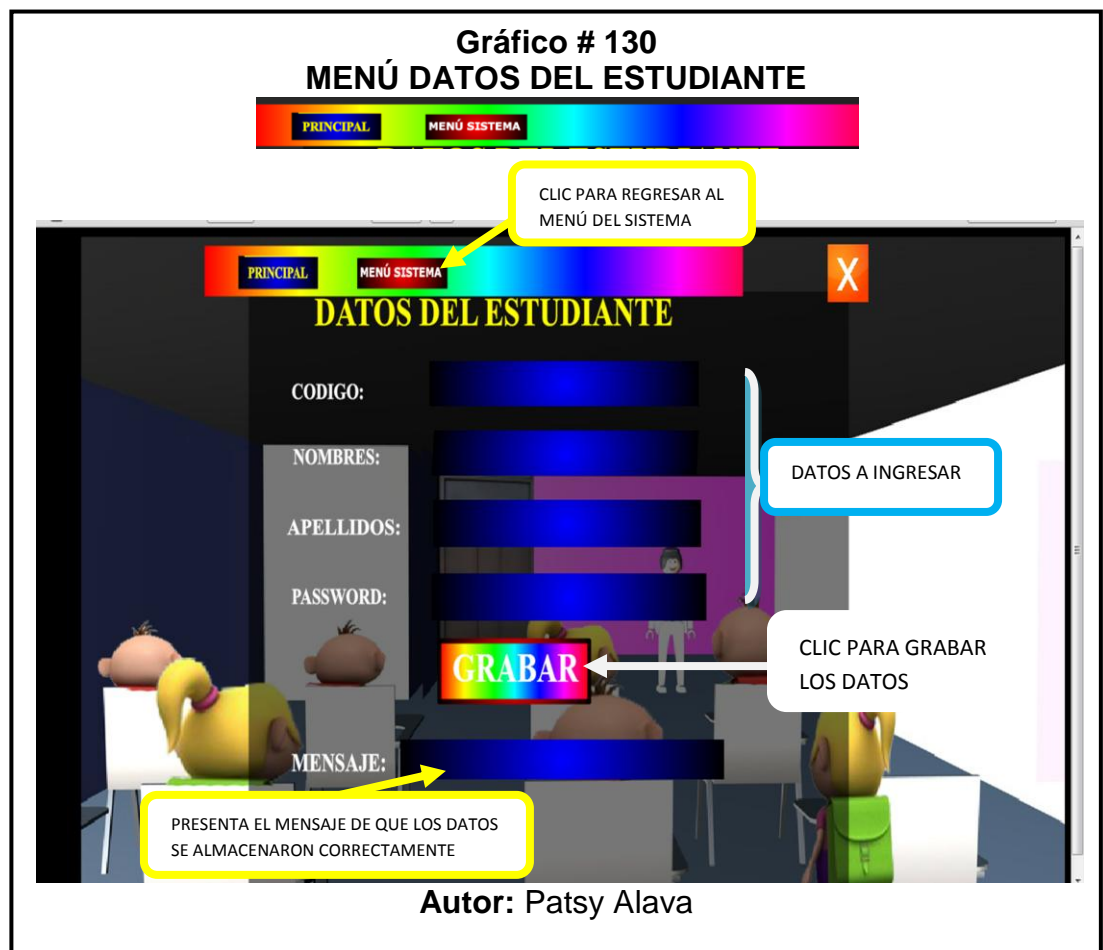 Gráfico # 130
MENÚ DATOS DEL ESTUDIANTE
PRINCIPAL MENÚ SISTEMA
CLIC PARA REGRESAR AL
MENÚ DEL SISTEMA
PRINCIPAL MENÚ SISTEMA X
DATOS DEL ESTUDIANTE
CODIGO:
NOMBRES:
DATOS A INGRESAR
APELLIDOS:
PASSWORD:
GRABAR
CLIC PARA GRABAR
LOS DATOS
MENSAJE:
PRESENTA EL MENSAJE DE QUE LOS DATOS
SE ALMACENARON CORRECTAMENTE
Autor: Patsy Alava